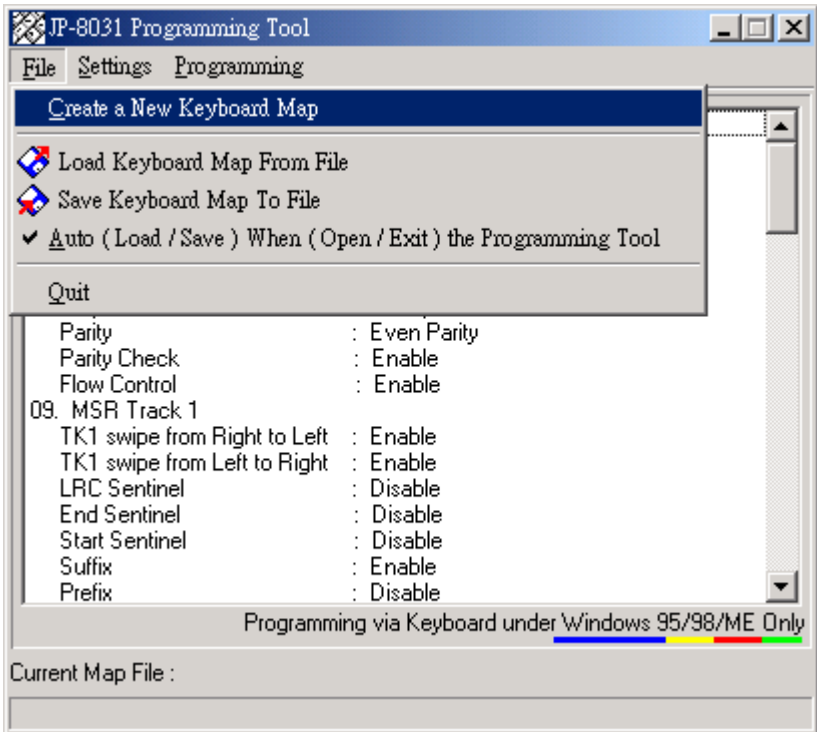 JP-8031 Programming Tool
File Settings Programming
Create a New Keyboard Map
Load Keyboard Map From File
Save Keyboard Map To File
Auto ( Load / Save ) When ( Open / Exit ) the Programming Tool
Quit
Parity : Even Parity
Parity Check : Enable
Flow Control : Enable
09. MSR Track 1
TK1 swipe from Right to Left : Enable
TK1 swipe from Left to Right : Enable
LRC Sentinel : Disable
End Sentinel : Disable
Start Sentinel : Disable
Suffix : Enable
Prefix : Disable
Programming via Keyboard under Windows 95/98/ME Only
Current Map File :